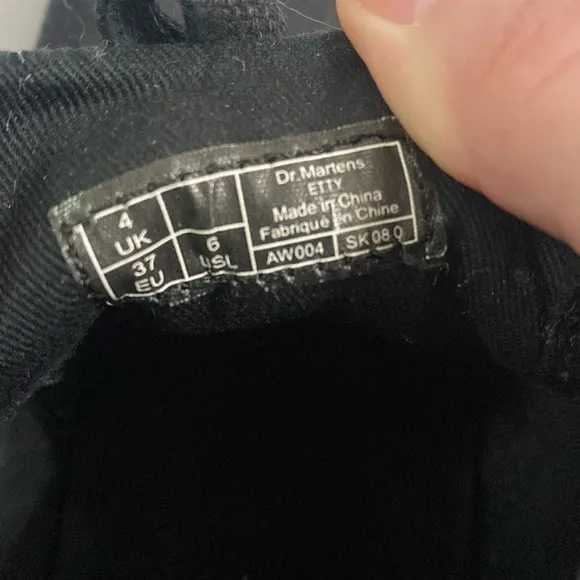 4
UK
37
EU
6
USL
Dr.Martens
ETTY
Made in China
Fabriqué en Chine
AW004
SK08 0